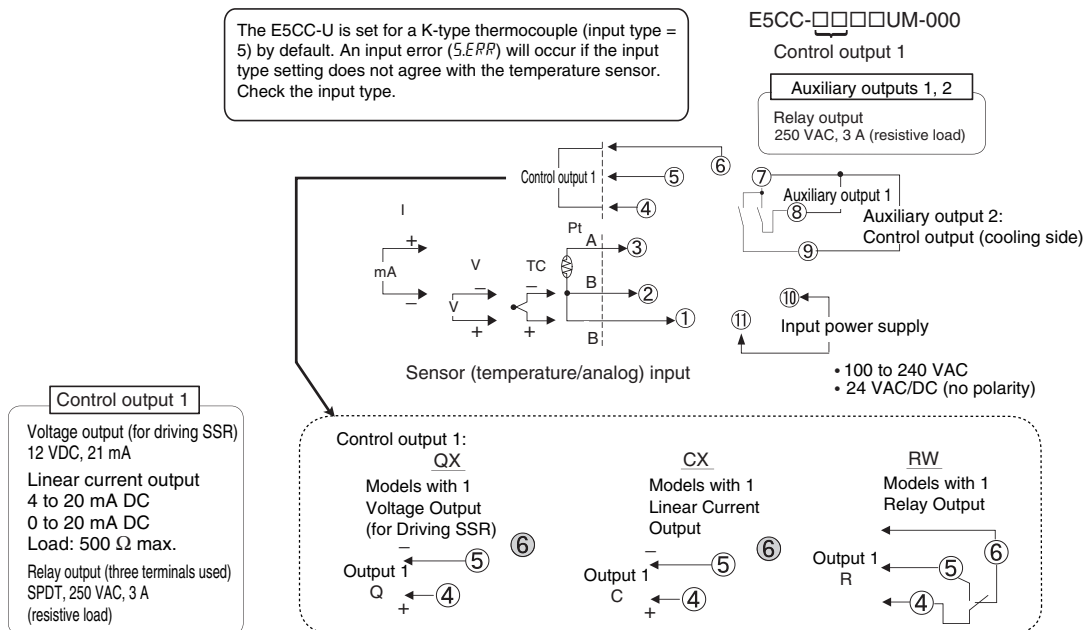 The E5CC-U is set for a K-type thermocouple (input type =
5) by default. An input error (S.ERR) will occur if the input
type setting does not agree with the temperature sensor.
Check the input type.
E5CC-□□□□UM-000
Control output 1
Auxiliary outputs 1, 2
Relay output
250 VAC, 3 A (resistive load)
Control output 1
⑥
⑤
④
⑦
Auxiliary output 1
⑧
Auxiliary output 2:
Control output (cooling side)
⑨
I
+
mA
−
V
−
V
+
TC
−
+
Pt
A
③
B
②
①
B
⑩
⑪
Input power supply
• 100 to 240 VAC
• 24 VAC/DC (no polarity)
Sensor (temperature/analog) input
Control output 1
Voltage output (for driving SSR)
12 VDC, 21 mA
Linear current output
4 to 20 mA DC
0 to 20 mA DC
Load: 500 Ω max.
Relay output (three terminals used)
SPDT, 250 VAC, 3 A
(resistive load)
Control output 1:
QX
Models with 1
Voltage Output
(for Driving SSR)
−
⑤
⑥
Output 1
Q
+
④
CX
Models with 1
Linear Current
Output
−
⑤
⑥
Output 1
C
+
④
RW
Models with 1
Relay Output
⑥
Output 1
R
⑤
④